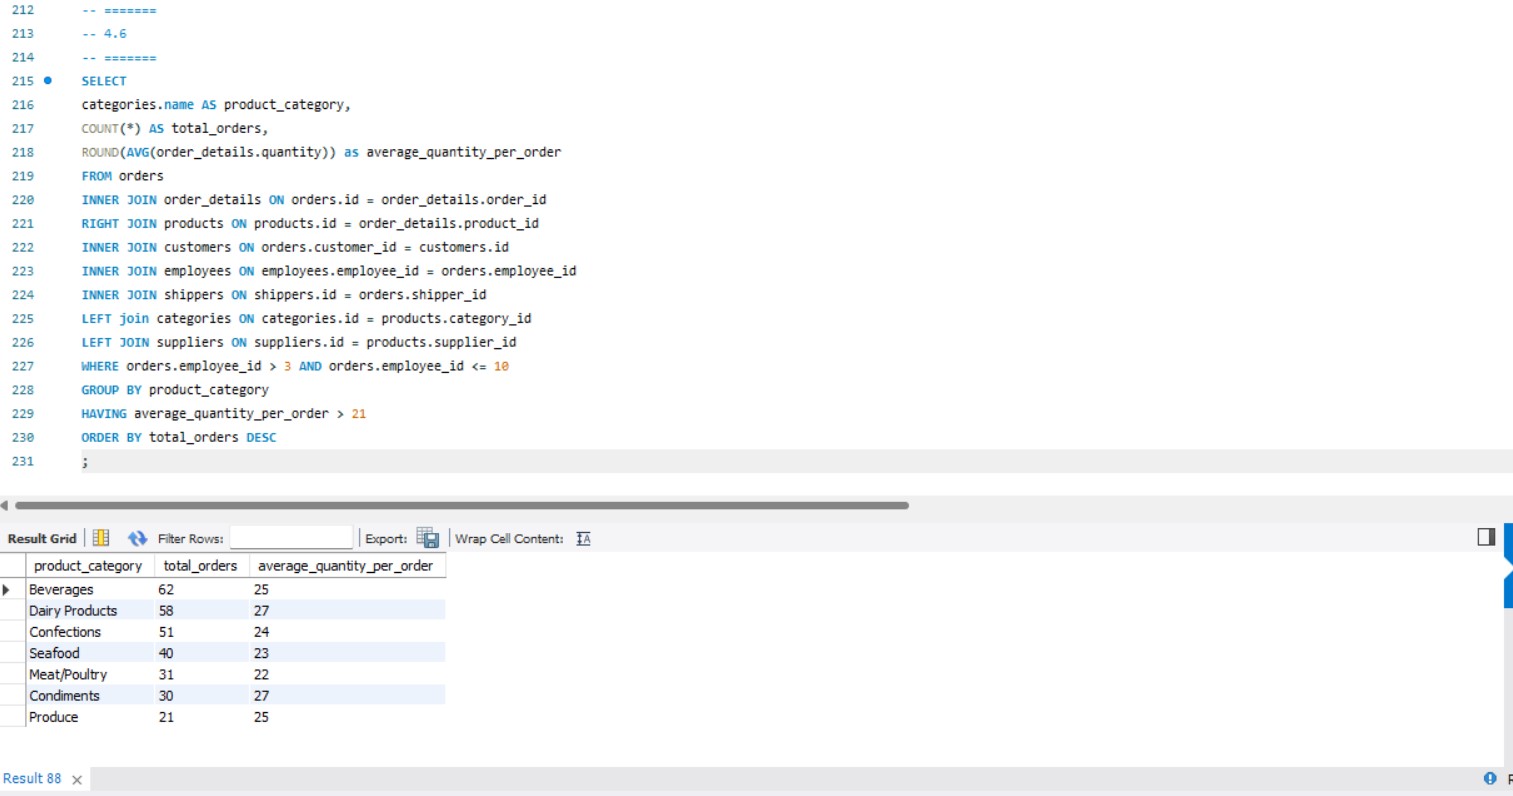 212 -- =======
213 -- 4.6
214 -- =======
215 SELECT
216 categories.name AS product_category,
217 COUNT(*) AS total_orders,
218 ROUND(AVG(order_details.quantity)) as average_quantity_per_order
219 FROM orders
220 INNER JOIN order_details ON orders.id = order_details.order_id
221 RIGHT JOIN products ON products.id = order_details.product_id
222 INNER JOIN customers ON orders.customer_id = customers.id
223 INNER JOIN employees ON employees.employee_id = orders.employee_id
224 INNER JOIN shippers ON shippers.id = orders.shipper_id
225 LEFT join categories ON categories.id = products.category_id
226 LEFT JOIN suppliers ON suppliers.id = products.supplier_id
227 WHERE orders.employee_id > 3 AND orders.employee_id <= 10
228 GROUP BY product_category
229 HAVING average_quantity_per_order > 21
230 ORDER BY total_orders DESC
231 ;
Result Grid Filter Rows: Export: Wrap Cell Content: IA
product_category total_orders average_quantity_per_order
Beverages 62 25
Dairy Products 58 27
Confections 51 24
Seafood 40 23
Meat/Poultry 31 22
Condiments 30 27
Produce 21 25
Result 88 ×